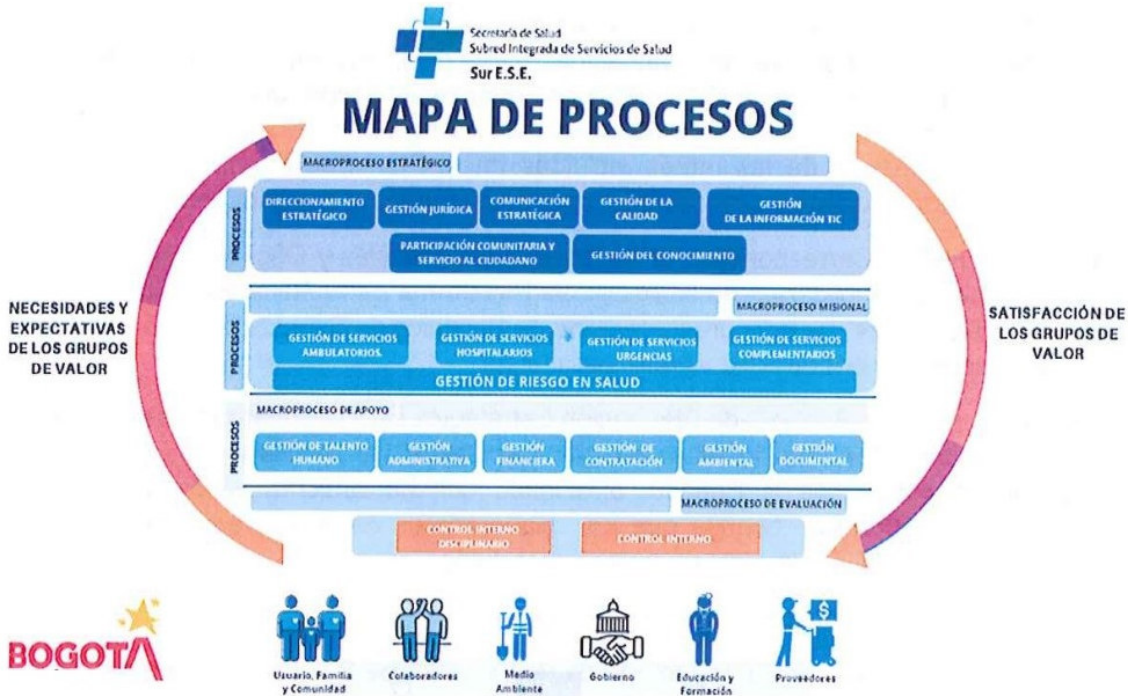 Secretaría de Salud
Subred Integrada de Servicios de Salud
Sur E.S.E.
MAPA DE PROCESOS
MACROPROCESO ESTRATÉGICO
PROCESOS
DIRECCIONAMIENTO
ESTRATÉGICO
GESTIÓN JURÍDICA
COMUNICACIÓN
ESTRATÉGICA
GESTIÓN DE LA
CALIDAD
GESTIÓN
DE LA INFORMACIÓN TIC
PARTICIPACIÓN COMUNITARIA Y
SERVICIO AL CIUDADANO
GESTIÓN DEL CONOCIMIENTO
NECESIDADES Y
EXPECTATIVAS
DE LOS GRUPOS
DE VALOR
MACROPROCESO MISIONAL
PROCESOS
GESTIÓN DE SERVICIOS
AMBULATORIOS.
GESTIÓN DE SERVICIOS
HOSPITALARIOS
GESTIÓN DE SERVICIOS
URGENCIAS
GESTIÓN DE SERVICIOS
COMPLEMENTARIOS
GESTIÓN DE RIESGO EN SALUD
SATISFACCIÓN DE
LOS GRUPOS DE
VALOR
MACROPROCESO DE APOYO
PROCESOS
GESTIÓN DE TALENTO
HUMANO
GESTIÓN
ADMINISTRATIVA
GESTIÓN
FINANCIERA
GESTIÓN DE
CONTRATACIÓN
GESTIÓN
AMBIENTAL
GESTIÓN
DOCUMENTAL
MACROPROCESO DE EVALUACIÓN
CONTROL INTERNO
DISCIPLINARIO
CONTROL INTERNO
BOGOTÁ
Usuario, Familia
y Comunidad
Colaboradores
Medio
Ambiente
Gobierno
Educación y
Formación
$
Proveedores